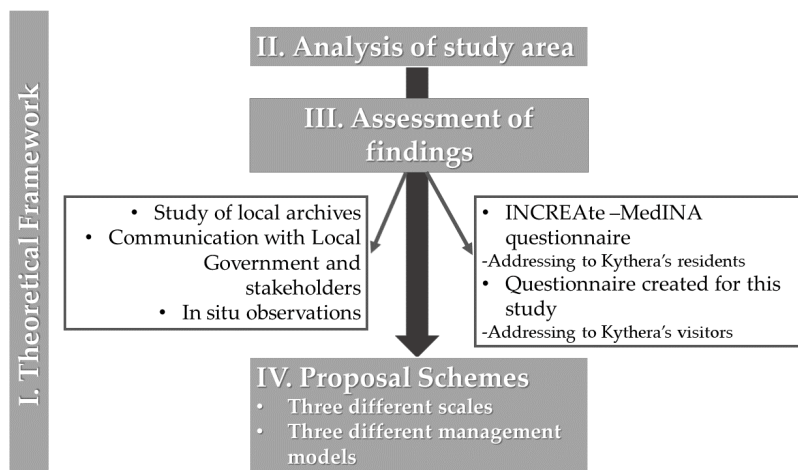 I. Theoretical Framework
II. Analysis of study area
III. Assessment of
findings
• Study of local archives
• Communication with Local
Government and
stakeholders
• In situ observations
• INCREAte –MedINA
questionnaire
-Addressing to Kythera’s residents
• Questionnaire created for this
study
-Addressing to Kythera’s visitors
IV. Proposal Schemes
• Three different scales
• Three different management
models